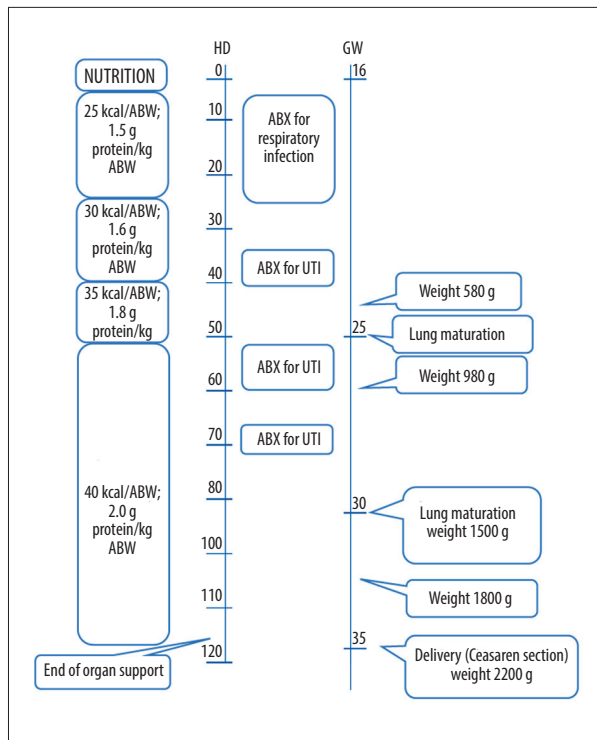 HD
GW
NUTRITION
25 kcal/ABW;
1.5 g
protein/kg
ABW
30 kcal/ABW;
1.6 g
protein/kg
ABW
35 kcal/ABW;
1.8 g
protein/kg
40 kcal/ABW;
2.0 g
protein/kg
ABW
End of organ support
0
10
20
30
40
50
60
70
80
100
110
120
ABX for
respiratory
infection
ABX for UTI
ABX for UTI
ABX for UTI
16
25
30
35
Weight 580 g
Lung maturation
Weight 980 g
Lung maturation
weight 1500 g
Weight 1800 g
Delivery (Ceasaren section)
weight 2200 g